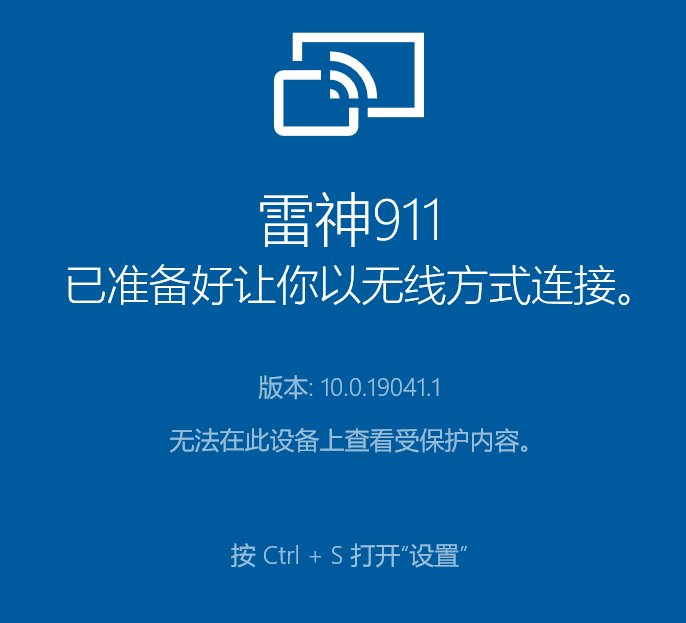 雷神911
已准备好让你以无线方式连接。
版本: 10.0.19041.1
无法在此设备上查看受保护内容。
按 Ctrl + S 打开“设置”